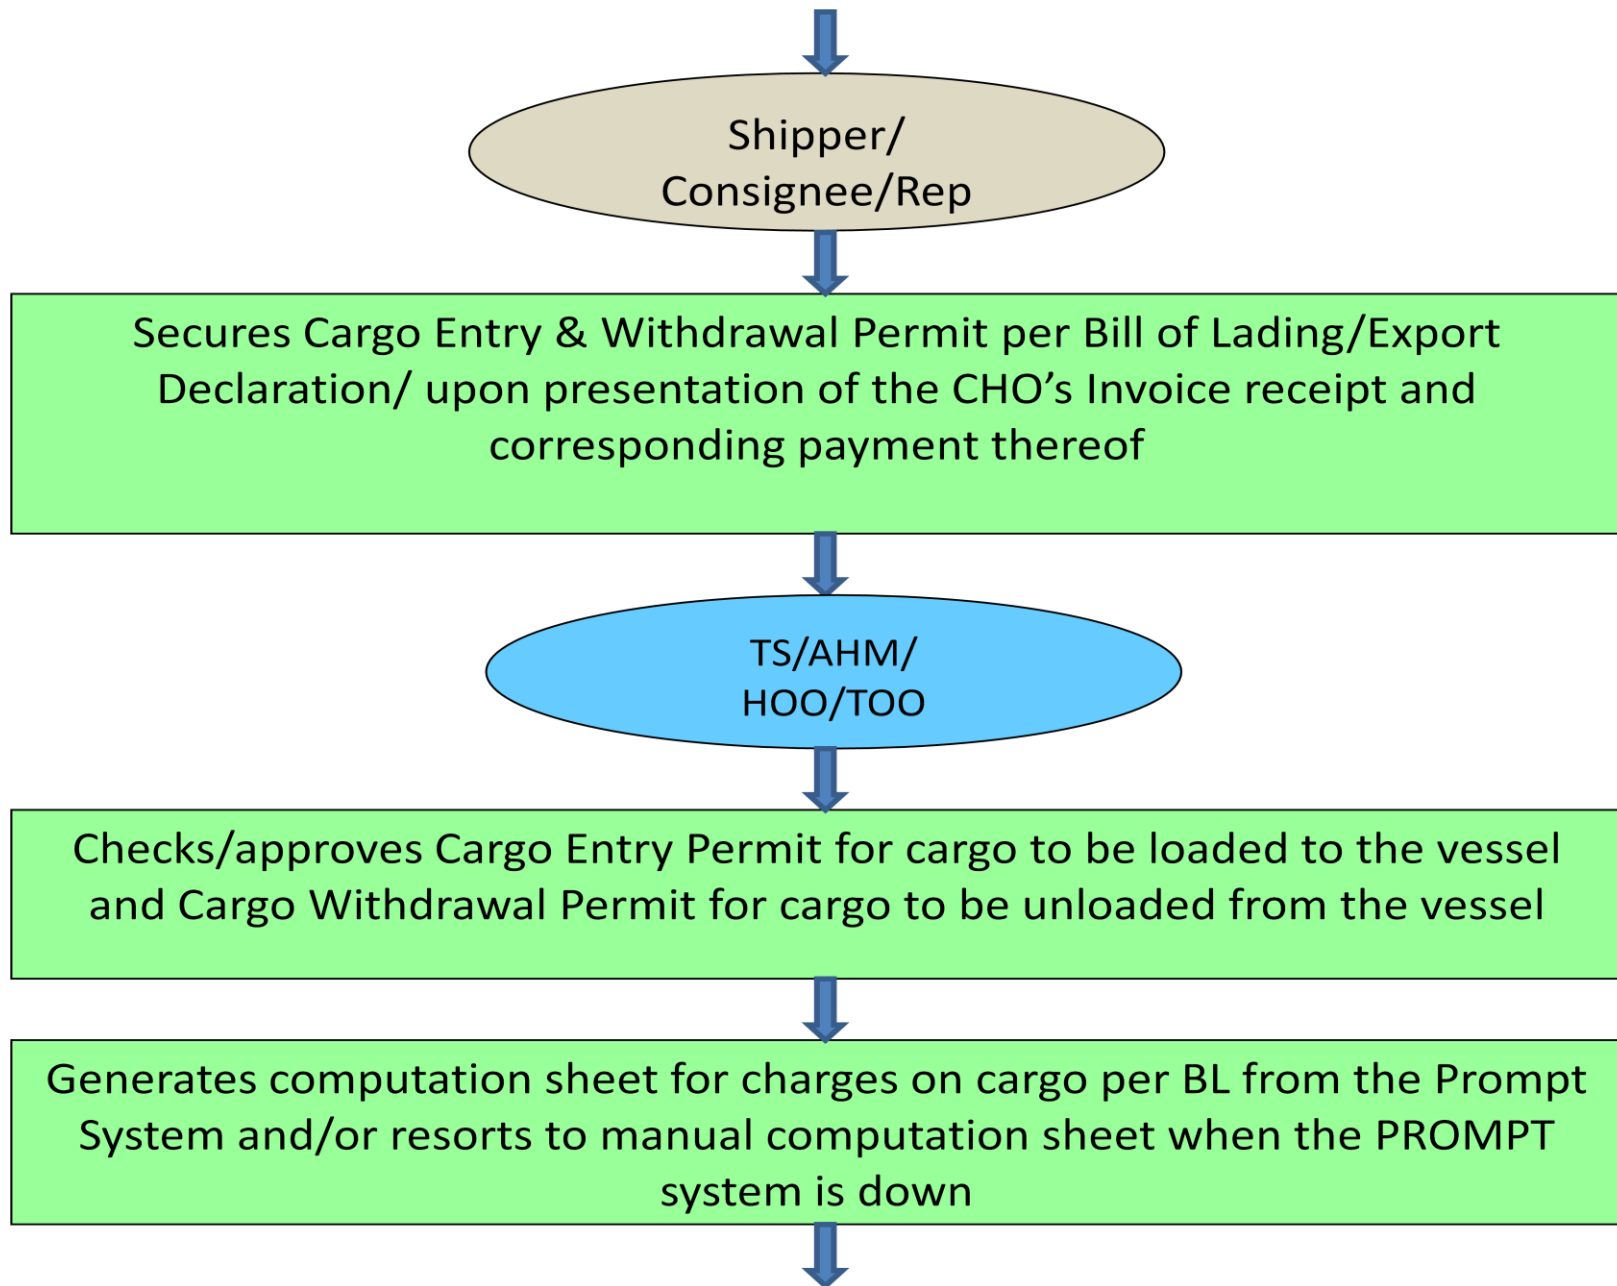 Shipper/
Consignee/Rep
Secures Cargo Entry & Withdrawal Permit per Bill of Lading/Export
Declaration/ upon presentation of the CHO’s Invoice receipt and
corresponding payment thereof
TS/AHM/
HOO/TOO
Checks/approves Cargo Entry Permit for cargo to be loaded to the vessel
and Cargo Withdrawal Permit for cargo to be unloaded from the vessel
Generates computation sheet for charges on cargo per BL from the Prompt
System and/or resorts to manual computation sheet when the PROMPT
system is down